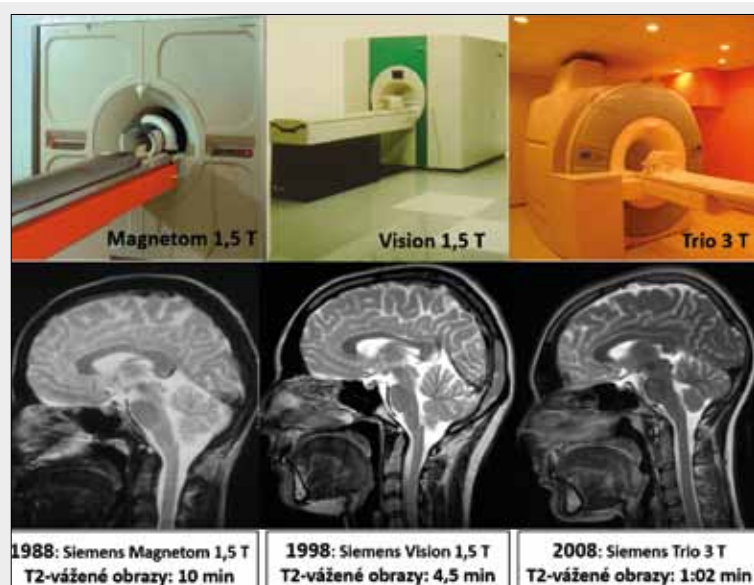 Magnetom 1,5 T
Vision 1,5 T
Trio 3 T
1988: Siemens Magnetom 1,5 T
T2-vážené obrazy: 10 min
1998: Siemens Vision 1,5 T
T2-vážené obrazy: 4,5 min
2008: Siemens Trio 3 T
T2-vážené obrazy: 1:02 min